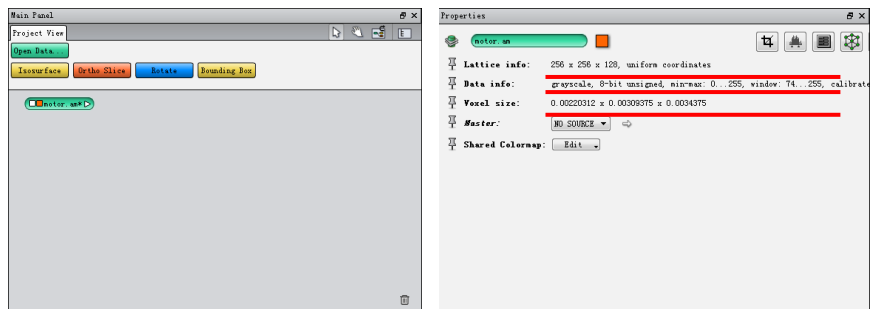 Main Panel
Project View
Open Data...
Isosurface Ortho Slice Rotate Bounding Box
motor.am*
Properties
motor.am
Lattice info: 256 x 256 x 128, uniform coordinates
Data info: grayscale, 8-bit unsigned, min-max: 0...255, window: 74...255, calibrate
Voxel size: 0.00220312 x 0.00309375 x 0.0034375
Master: NO SOURCE
Shared Colormap: Edit